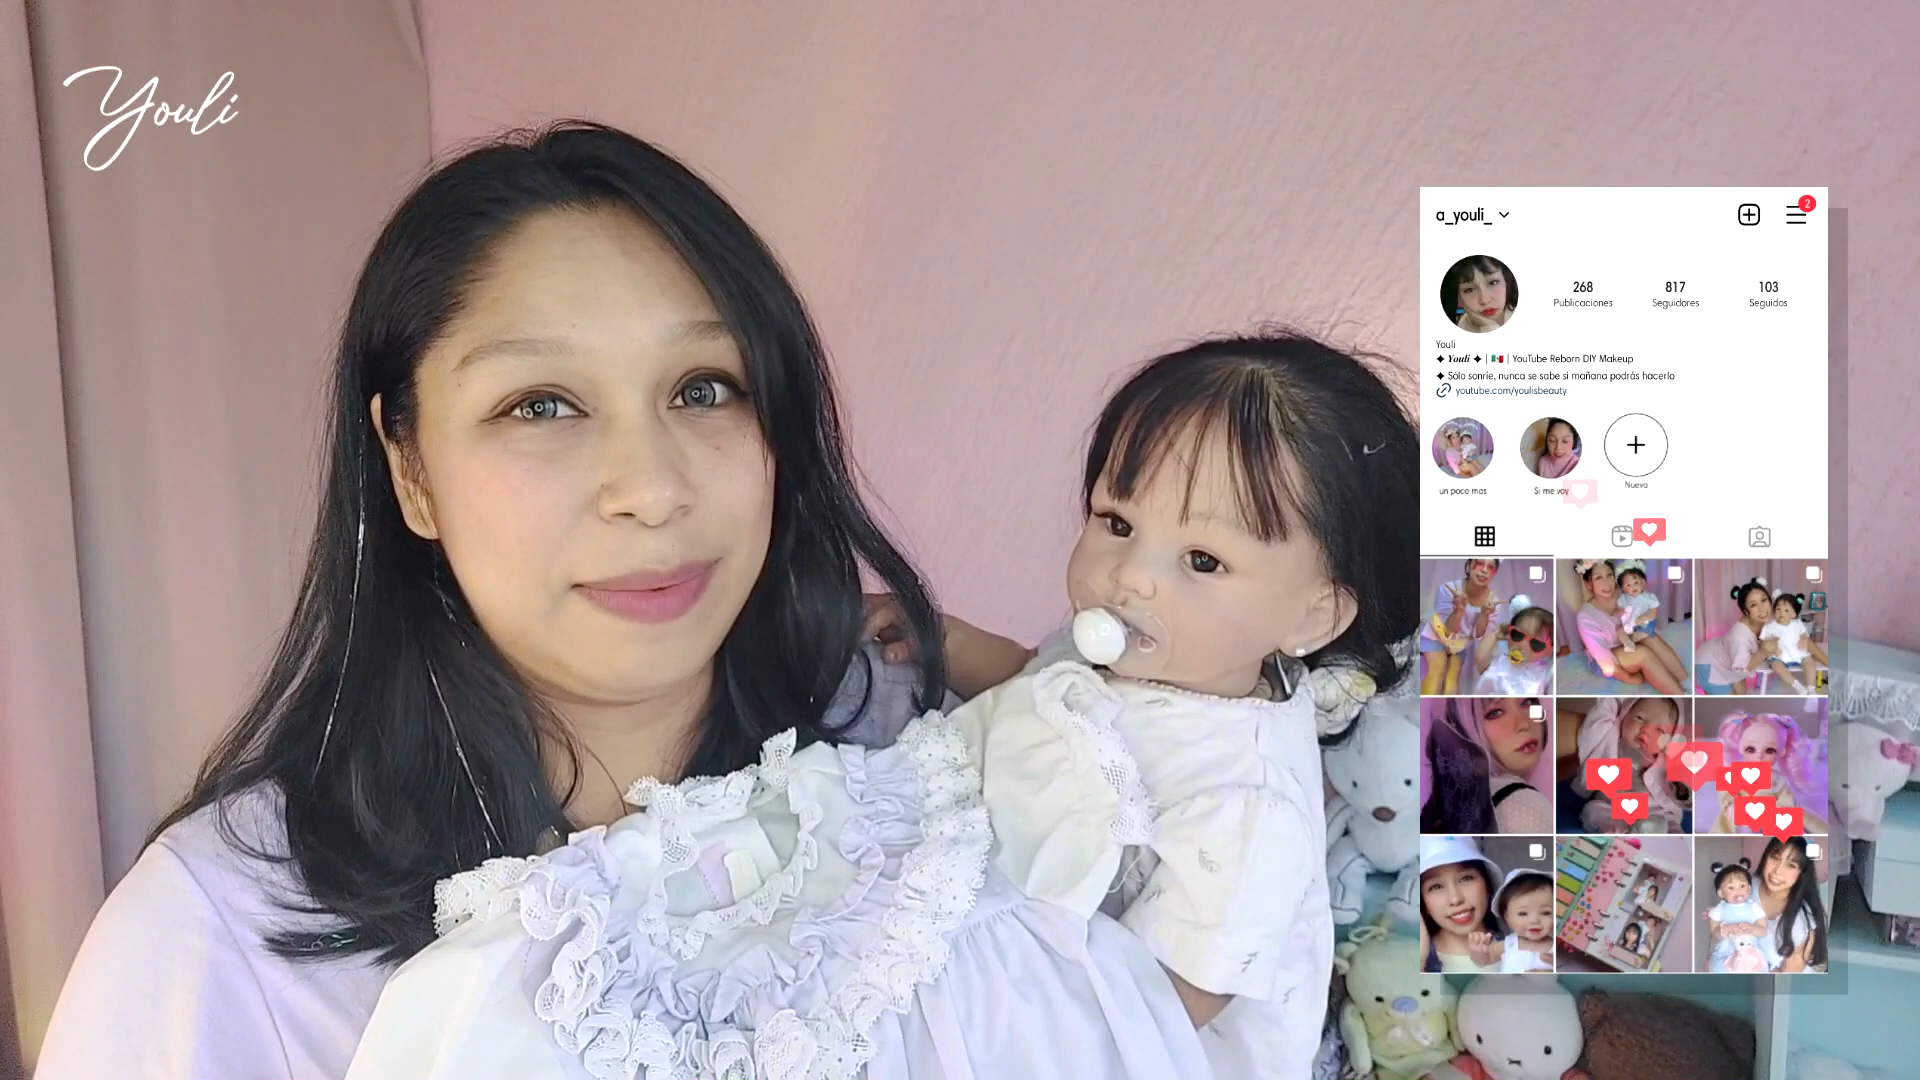 Youli
a_youli_
2
268
817
103
Publicaciones
Seguidores
Seguidos
Youli
✦ Youli ✦ | 🇲🇽 | YouTube Reborn DIY Makeup
✦ Sólo sonríe, nunca se sabe si mañana podrás hacerlo
youtube.com/youlisbeauty
un poco mas
Si me voy
Nueva